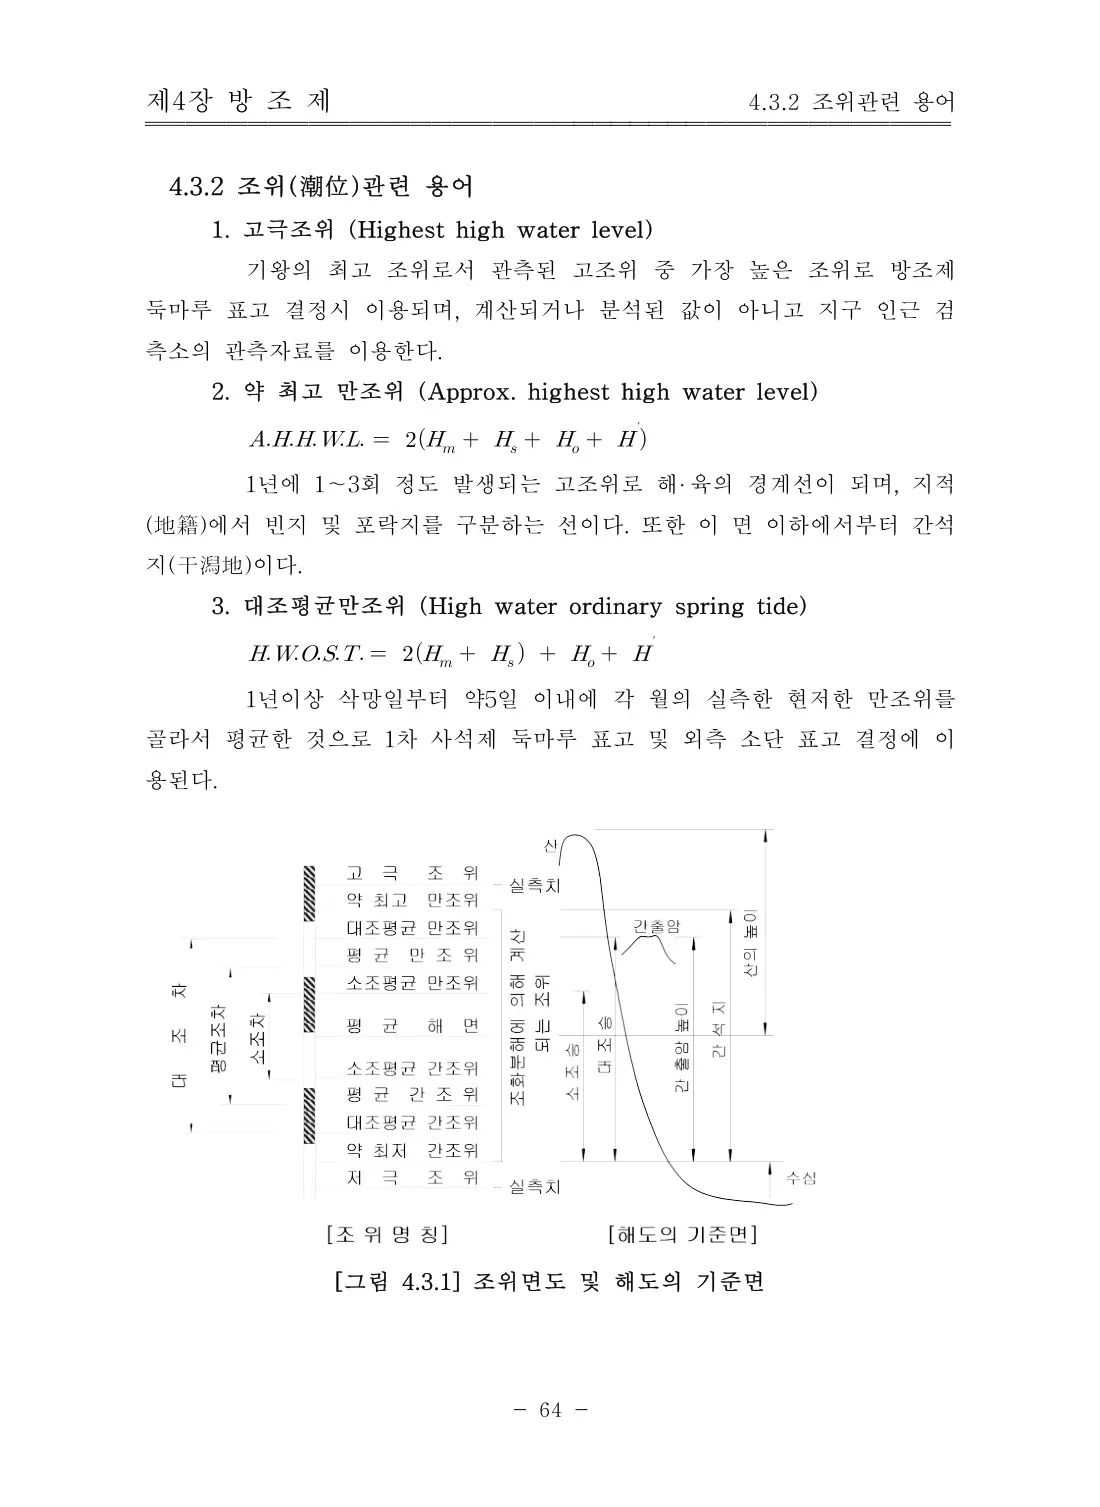 제4장 방 조 제
4.3.2 조위관련 용어
4.3.2 조위(潮位)관련 용어
1. 고극조위 (Highest high water level)
기왕의 최고 조위로서 관측된 고조위 중 가장 높은 조위로 방조제
둑마루 표고 결정시 이용되며, 계산되거나 분석된 값이 아니고 지구 인근 검
측소의 관측자료를 이용한다.
2. 약 최고 만조위 (Approx. highest high water level)
A.H.H.W.L. = 2(Hm + Hs + Ho + H′)
1년에 1~3회 정도 발생되는 고조위로 해·육의 경계선이 되며, 지적
(地籍)에서 빈지 및 포락지를 구분하는 선이다. 또한 이 면 이하에서부터 간석
지(干潟地)이다.
3. 대조평균만조위 (High water ordinary spring tide)
H.W.O.S.T. = 2(Hm + Hs) + Ho + H′
1년이상 삭망일부터 약5일 이내에 각 월의 실측한 현저한 만조위를
골라서 평균한 것으로 1차 사석제 둑마루 표고 및 외측 소단 표고 결정에 이
용된다.
대 조 차
평균조차
소조차
고 극 조 위
약 최고 만조위
대조평균 만조위
평 균 만 조 위
소조평균 만조위
평 균 해 면
소조평균 간조위
평 균 간 조 위
대조평균 간조위
약 최저 간조위
저 극 조 위
실측치
조화분해에 의해 계산
되는 조위
실측치
산
간출암
소 조 승
대 조 승
간 출암 높이
간 석 지
산의 높이
수심
[조 위 명 칭]
[해도의 기준면]
[그림 4.3.1] 조위면도 및 해도의 기준면
- 64 -